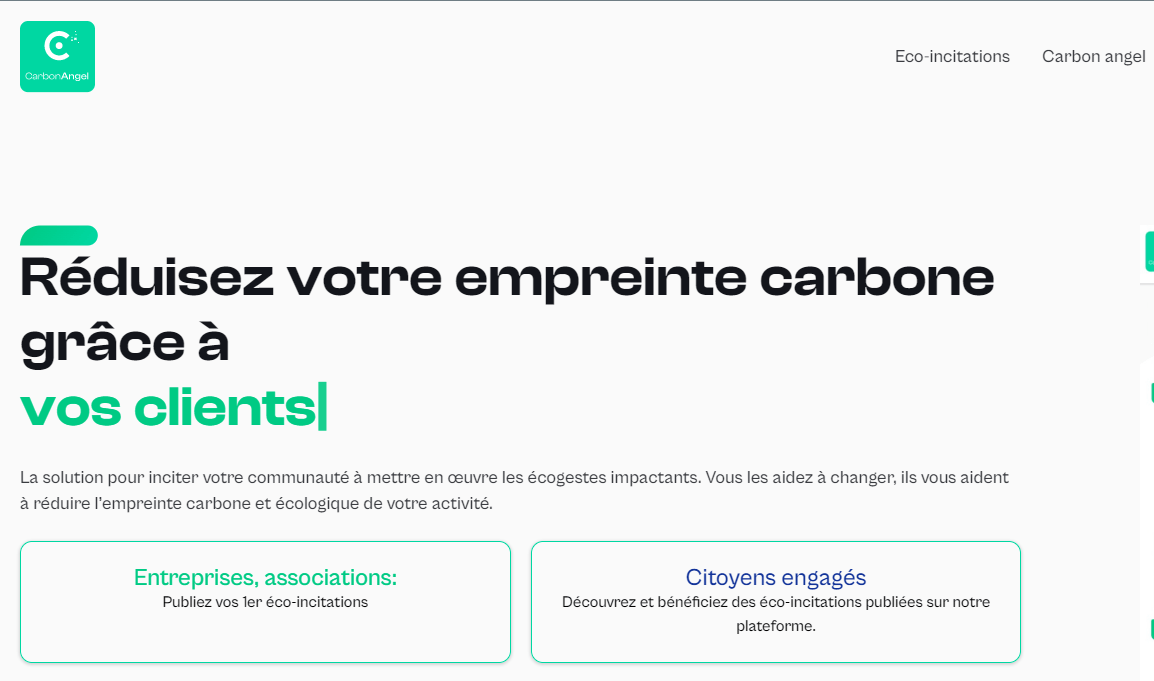 CarbonAngel
Eco-incitations
Carbon angel
Réduisez votre empreinte carbone
grâce à
vos clients
La solution pour inciter votre communauté à mettre en œuvre les écogestes impactants. Vous les aidez à changer, ils vous aident
à réduire l'empreinte carbone et écologique de votre activité.
Entreprises, associations:
Publiez vos 1er éco-incitations
Citoyens engagés
Découvrez et bénéficiez des éco-incitations publiées sur notre
plateforme.